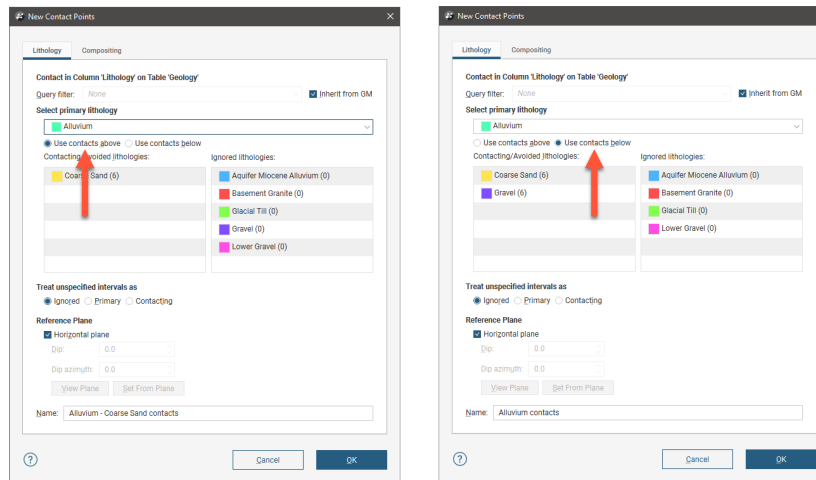 New Contact Points
Lithology Compositing
Contact in Column 'Lithology' on Table 'Geology'
Query filter: None Inherit from GM
Select primary lithology
Alluvium
Use contacts above Use contacts below
Contacting/Avoided lithologies: Ignored lithologies:
Coarse Sand (6) Aquifer Miocene Alluvium (0)
Basement Granite (0)
Glacial Till (0)
Gravel (0)
Lower Gravel (0)
Treat unspecified intervals as
Ignored Primary Contacting
Reference Plane
Horizontal plane
Dip: 0.0
Dip azimuth: 0.0
View Plane Set From Plane
Name: Alluvium - Coarse Sand contacts
? Cancel OK
New Contact Points
Lithology Compositing
Contact in Column 'Lithology' on Table 'Geology'
Query filter: None Inherit from GM
Select primary lithology
Alluvium
Use contacts above Use contacts below
Contacting/Avoided lithologies: Ignored lithologies:
Coarse Sand (6) Aquifer Miocene Alluvium (0)
Gravel (6) Basement Granite (0)
Glacial Till (0)
Lower Gravel (0)
Treat unspecified intervals as
Ignored Primary Contacting
Reference Plane
Horizontal plane
Dip: 0.0
Dip azimuth: 0.0
View Plane Set From Plane
Name: Alluvium contacts
? Cancel OK